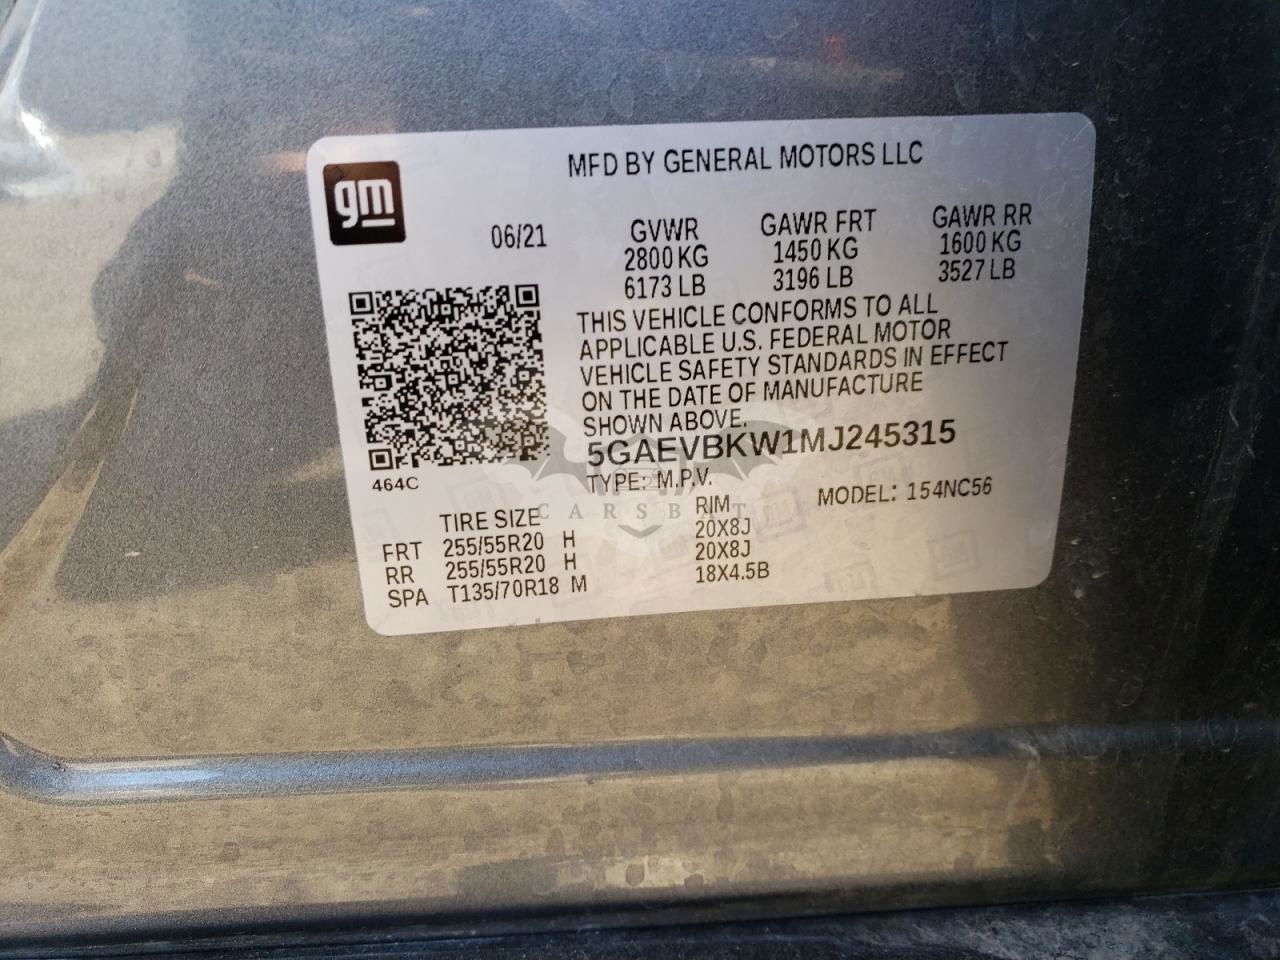 MFD BY GENERAL MOTORS LLC
gm
06/21
GVWR GAWR FRT GAWR RR
2800 KG 1450 KG 1600 KG
6173 LB 3196 LB 3527 LB
THIS VEHICLE CONFORMS TO ALL
APPLICABLE U.S. FEDERAL MOTOR
VEHICLE SAFETY STANDARDS IN EFFECT
ON THE DATE OF MANUFACTURE
SHOWN ABOVE.
5GAEVBKW1MJ245315
464C
TYPE: M.P.V.
MODEL: 154NC56
CARSBAT
TIRE SIZE RIM
FRT 255/55R20 H 20X8J
RR 255/55R20 H 20X8J
SPA T135/70R18 M 18X4.5B